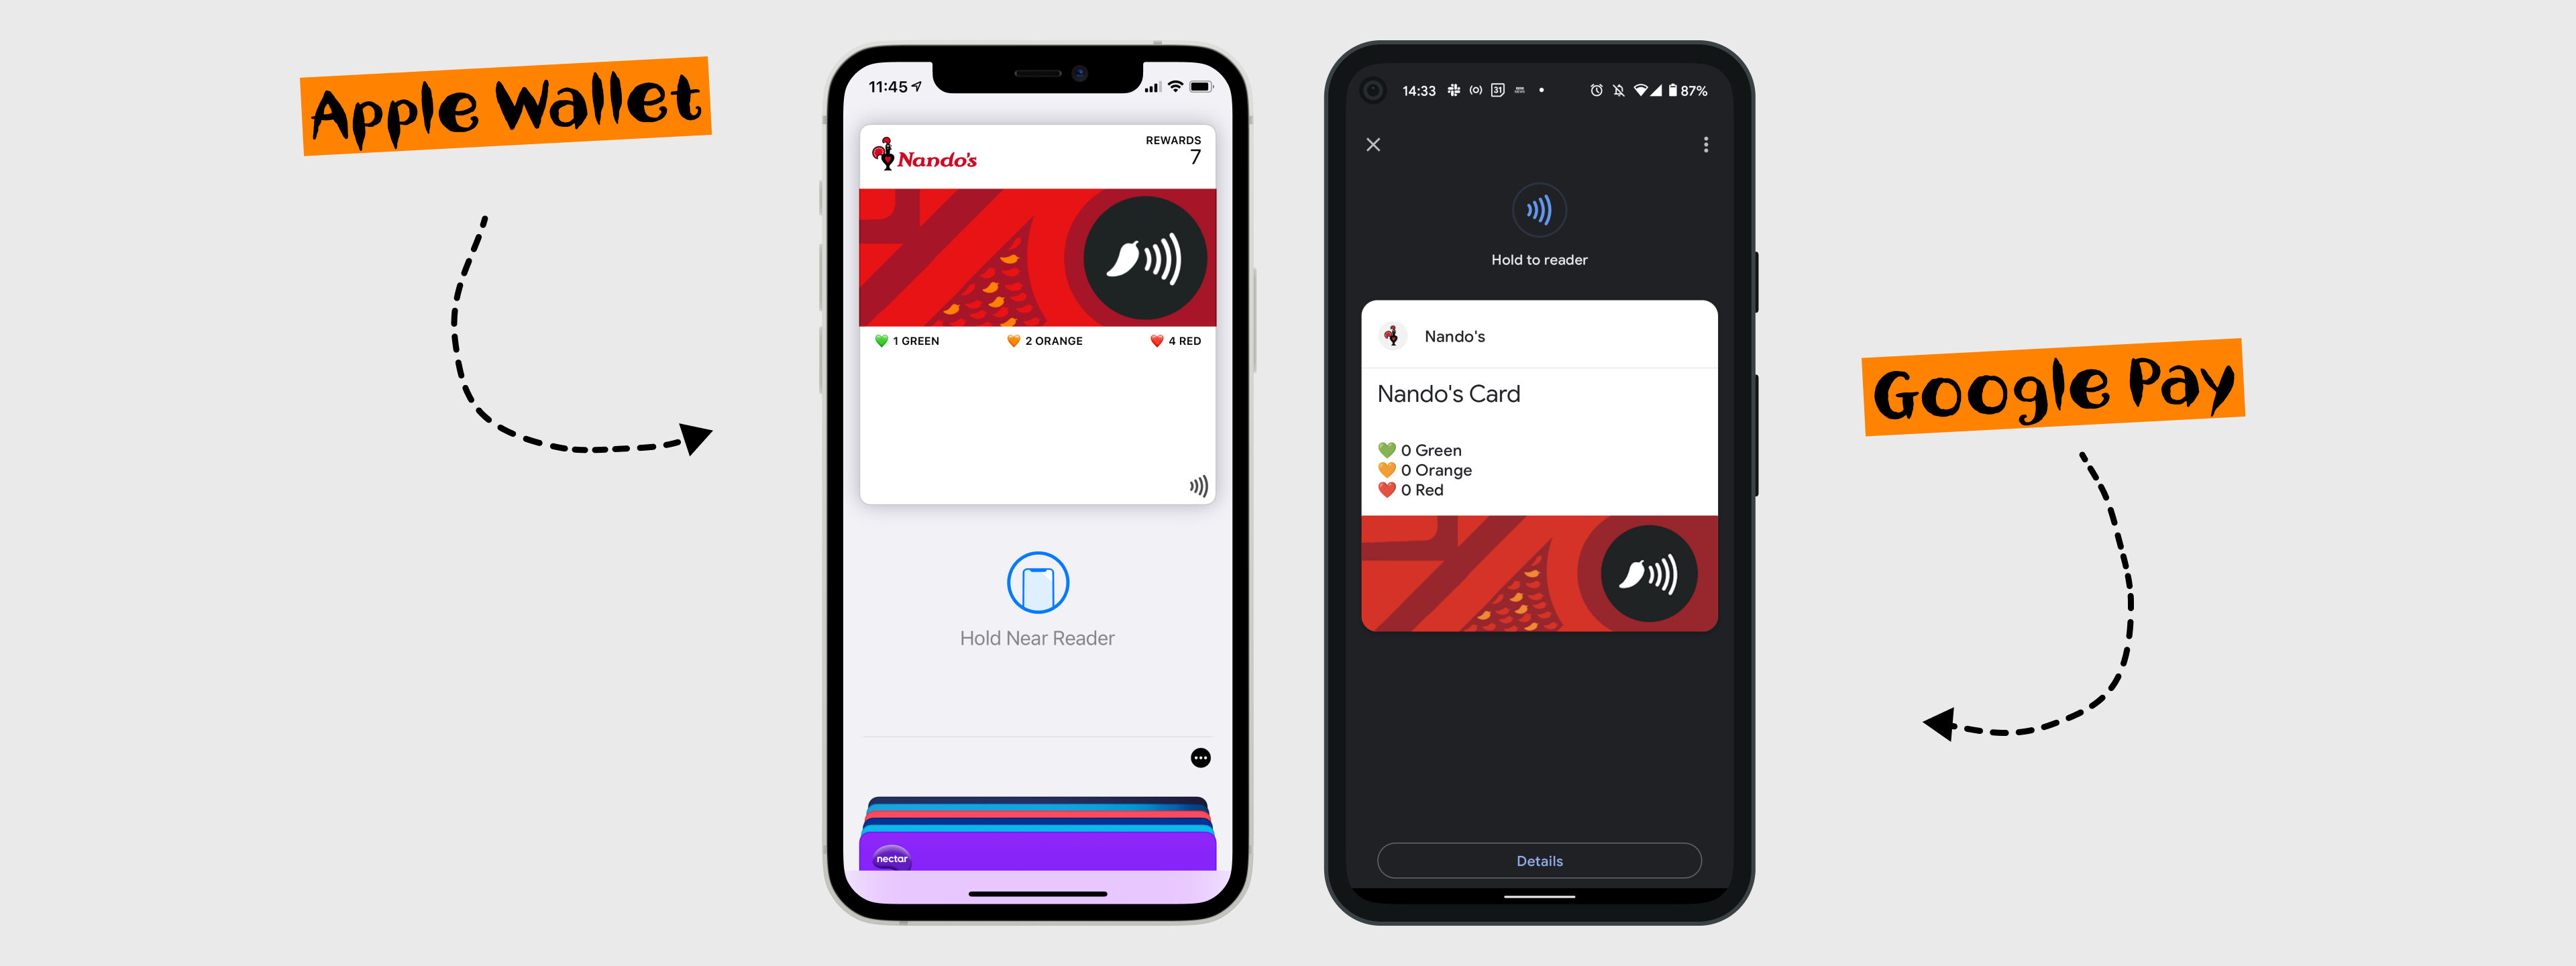 Apple Wallet
11:45
Nando's
REWARDS
7
💚 1 GREEN
🧡 2 ORANGE
❤️ 4 RED
Hold Near Reader
nectar
14:33
31
87%
Hold to reader
Nando's
Nando's Card
💚 0 Green
🧡 0 Orange
❤️ 0 Red
Details
Google Pay